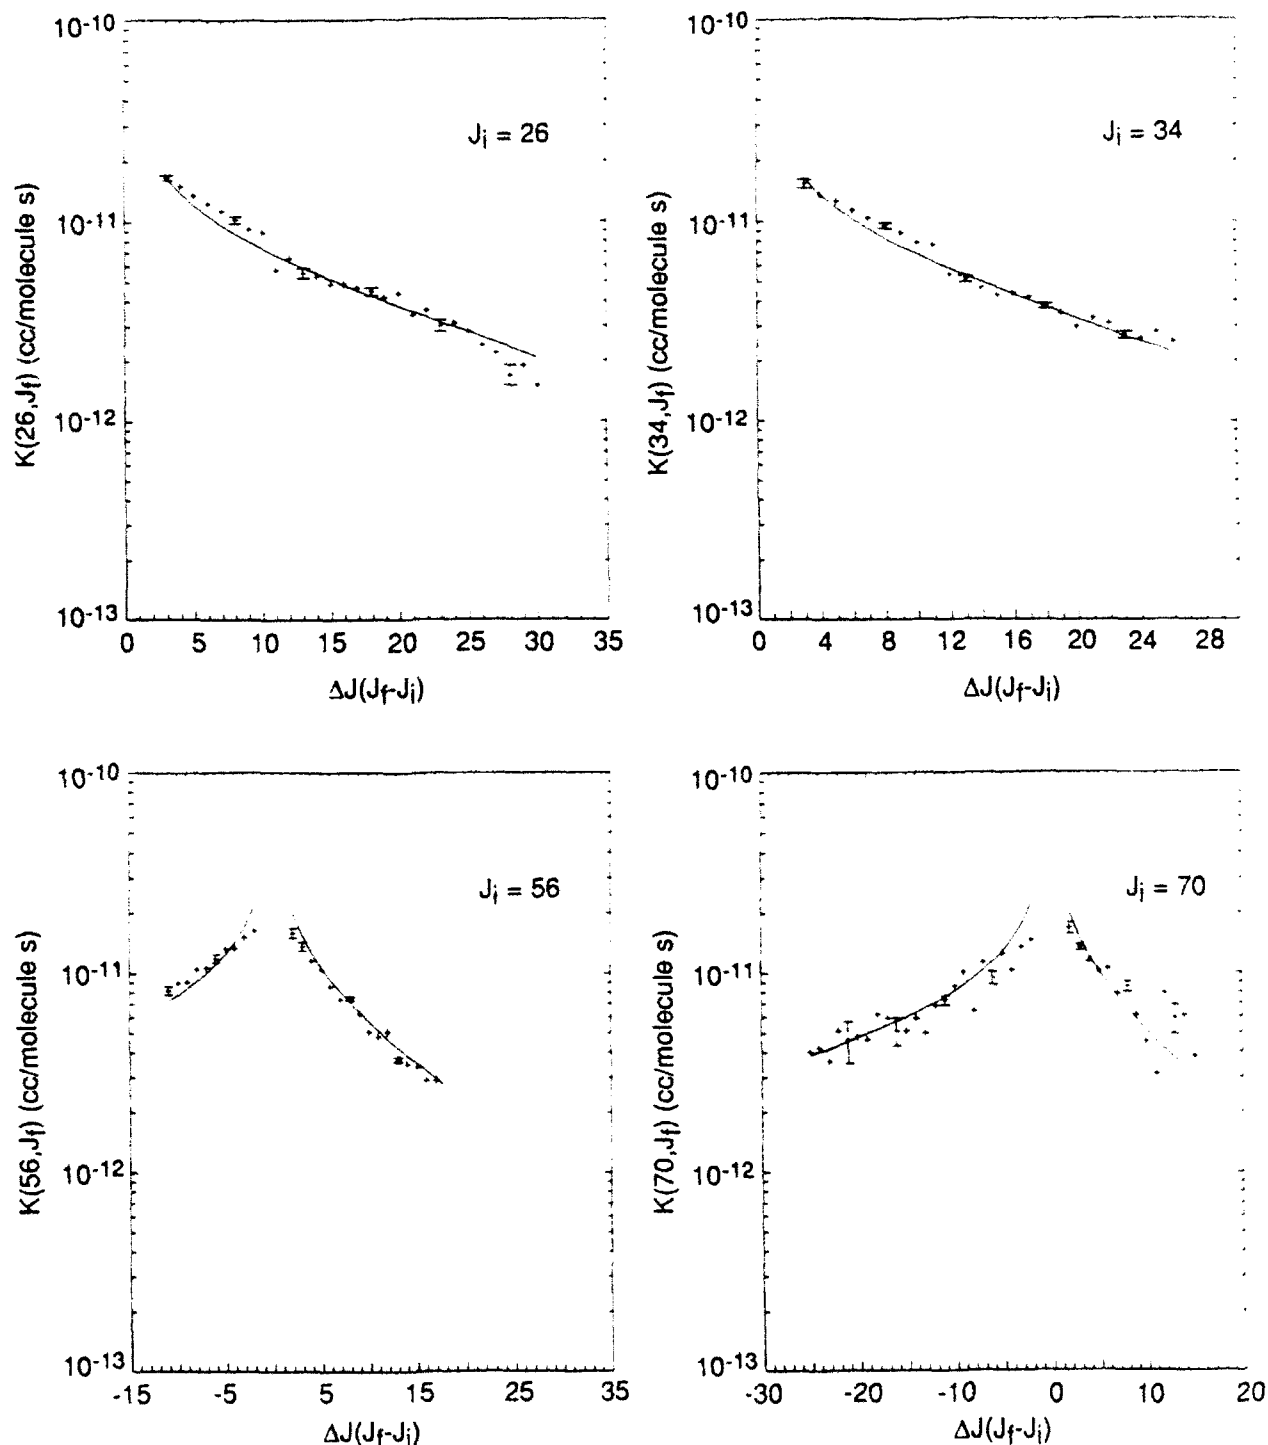 10-10
10-11
10-12
10-13
K(26,Jf) (cc/molecule s)
Ji = 26
0 5 10 15 20 25 30 35
ΔJ(Jf-Ji)
10-10
10-11
10-12
10-13
K(34,Jf) (cc/molecule s)
Ji = 34
0 4 8 12 16 20 24 28
ΔJ(Jf-Ji)
10-10
10-11
10-12
10-13
K(56,Jf) (cc/molecule s)
Ji = 56
-15 -5 5 15 25 35
ΔJ(Jf-Ji)
10-10
10-11
10-12
10-13
K(70,Jf) (cc/molecule s)
Ji = 70
-30 -20 -10 0 10 20
ΔJ(Jf-Ji)